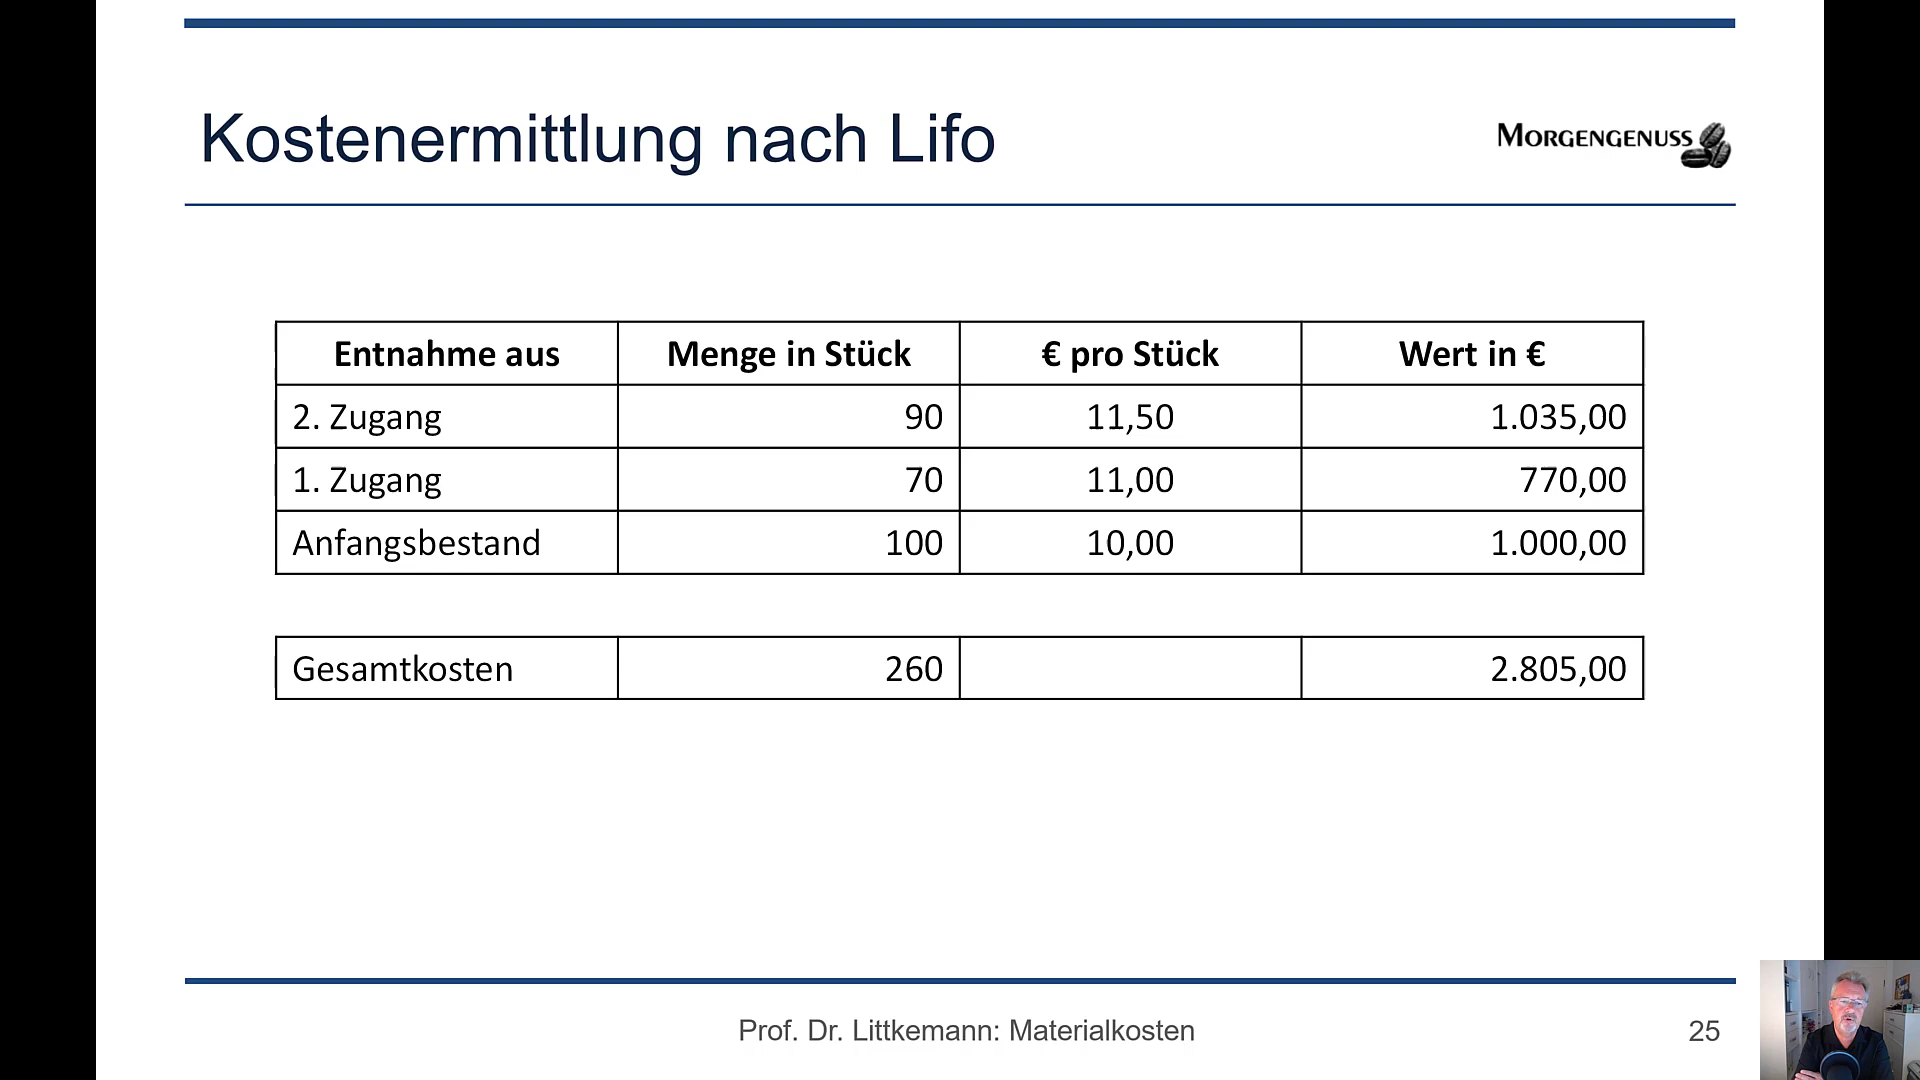 Kostenermittlung nach Lifo
MORGENGENUSS
Entnahme aus Menge in Stück € pro Stück Wert in €
2. Zugang 90 11,50 1.035,00
1. Zugang 70 11,00 770,00
Anfangsbestand 100 10,00 1.000,00
Gesamtkosten 260 2.805,00
Prof. Dr. Littkemann: Materialkosten
25